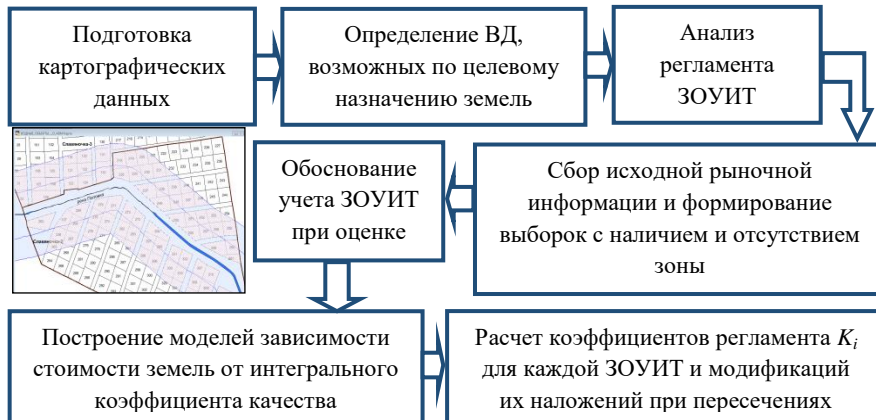 Подготовка
картографических
данных
Определение ВД,
возможных по целевому
назначению земель
Анализ
регламента
ЗОУИТ
Сбор исходной рыночной
информации и формирование
выборок с наличием и отсутствием
зоны
Обоснование
учета ЗОУИТ
при оценке
Построение моделей зависимости
стоимости земель от интегрального
коэффициента качества
Расчет коэффициентов регламента Ki
для каждой ЗОУИТ и модификаций
их наложений при пересечениях